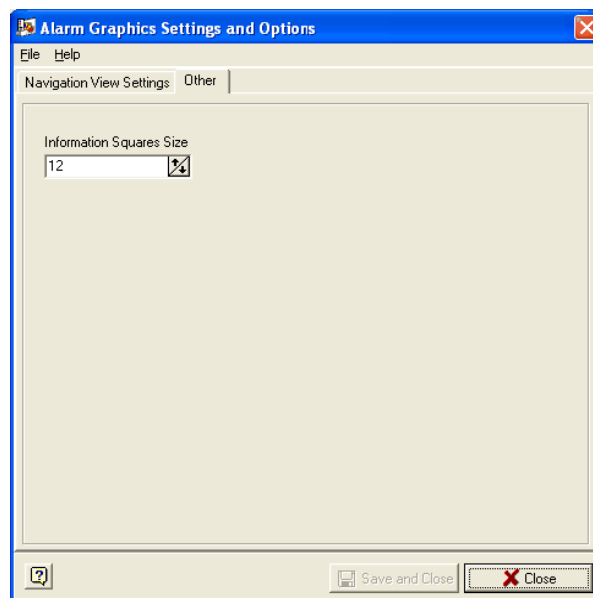 Alarm Graphics Settings and Options
File Help
Navigation View Settings Other
Information Squares Size
12
Save and Close Close